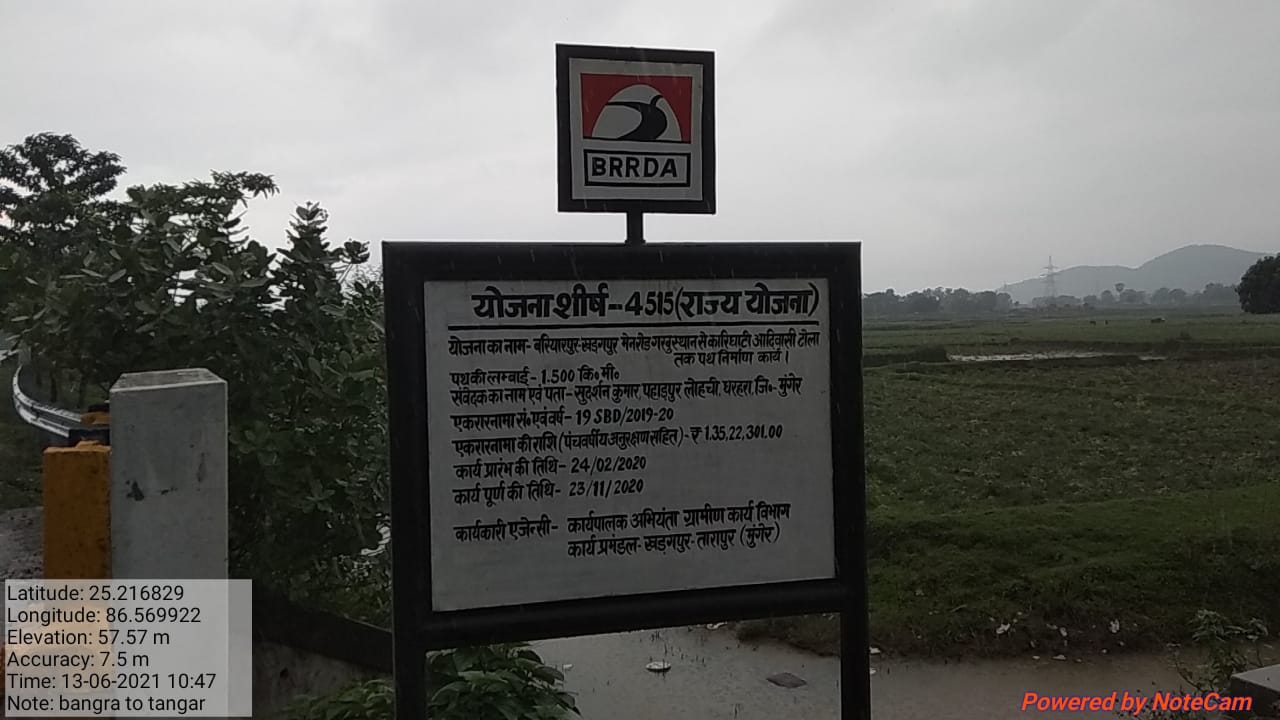 BRRDA
योजना शीर्ष--4515(राज्य योजना)
योजना का नाम- बरियारपुर-खड़गपुर मेनरोड गरबुस्थान से कारिघाटी आदिवासी टोला
तक पथ निर्माण कार्य।
पथ की लम्बाई- 1.500 कि०मी०
संवेदक का नाम एवं पता- सुदर्शन कुमार, पहाड़पुर लोहची, धरहरा, जि०- मुंगेर
एकरारनामा सं० एवं वर्ष- 19 SBD/2019-20
एकरारनामा की राशि (पंचवर्षीय अनुरक्षण सहित)- ₹ 1,35,22,301.00
कार्य प्रारंभ की तिथि- 24/02/2020
कार्य पूर्ण की तिथि- 23/11/2020
कार्यकारी एजेन्सी- कार्यपालक अभियंता ग्रामीण कार्य विभाग
कार्य प्रमंडल- खड़गपुर- तारापुर (मुंगेर)
Latitude: 25.216829
Longitude: 86.569922
Elevation: 57.57 m
Accuracy: 7.5 m
Time: 13-06-2021 10:47
Note: bangra to tangar
Powered by NoteCam